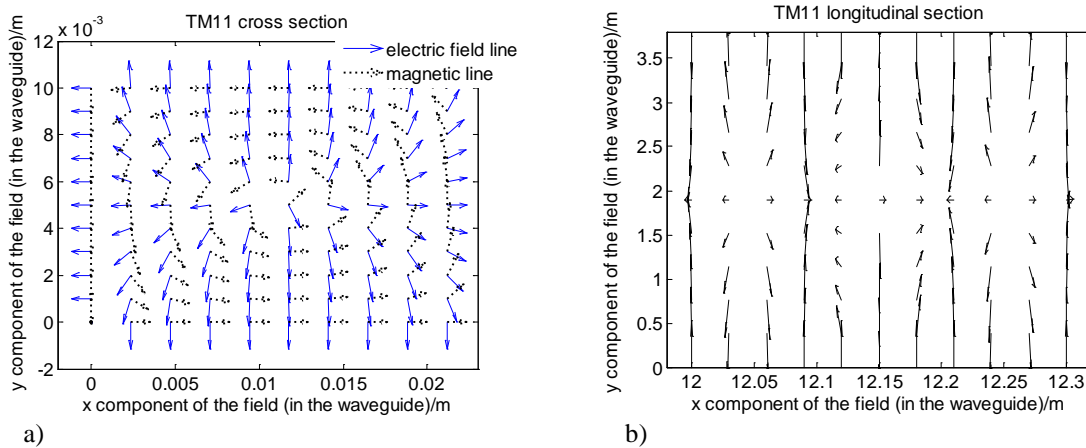 TM11 cross section
x 10⁻³
electric field line
magnetic line
y component of the field (in the waveguide)/m
12
10
8
6
4
2
0
-2
0 0.005 0.01 0.015 0.02
x component of the field (in the waveguide)/m
a)
TM11 longitudinal section
y component of the field (in the waveguide)/m
3.5
3
2.5
2
1.5
1
0.5
0
12 12.05 12.1 12.15 12.2 12.25 12.3
x component of the field (in the waveguide)/m
b)